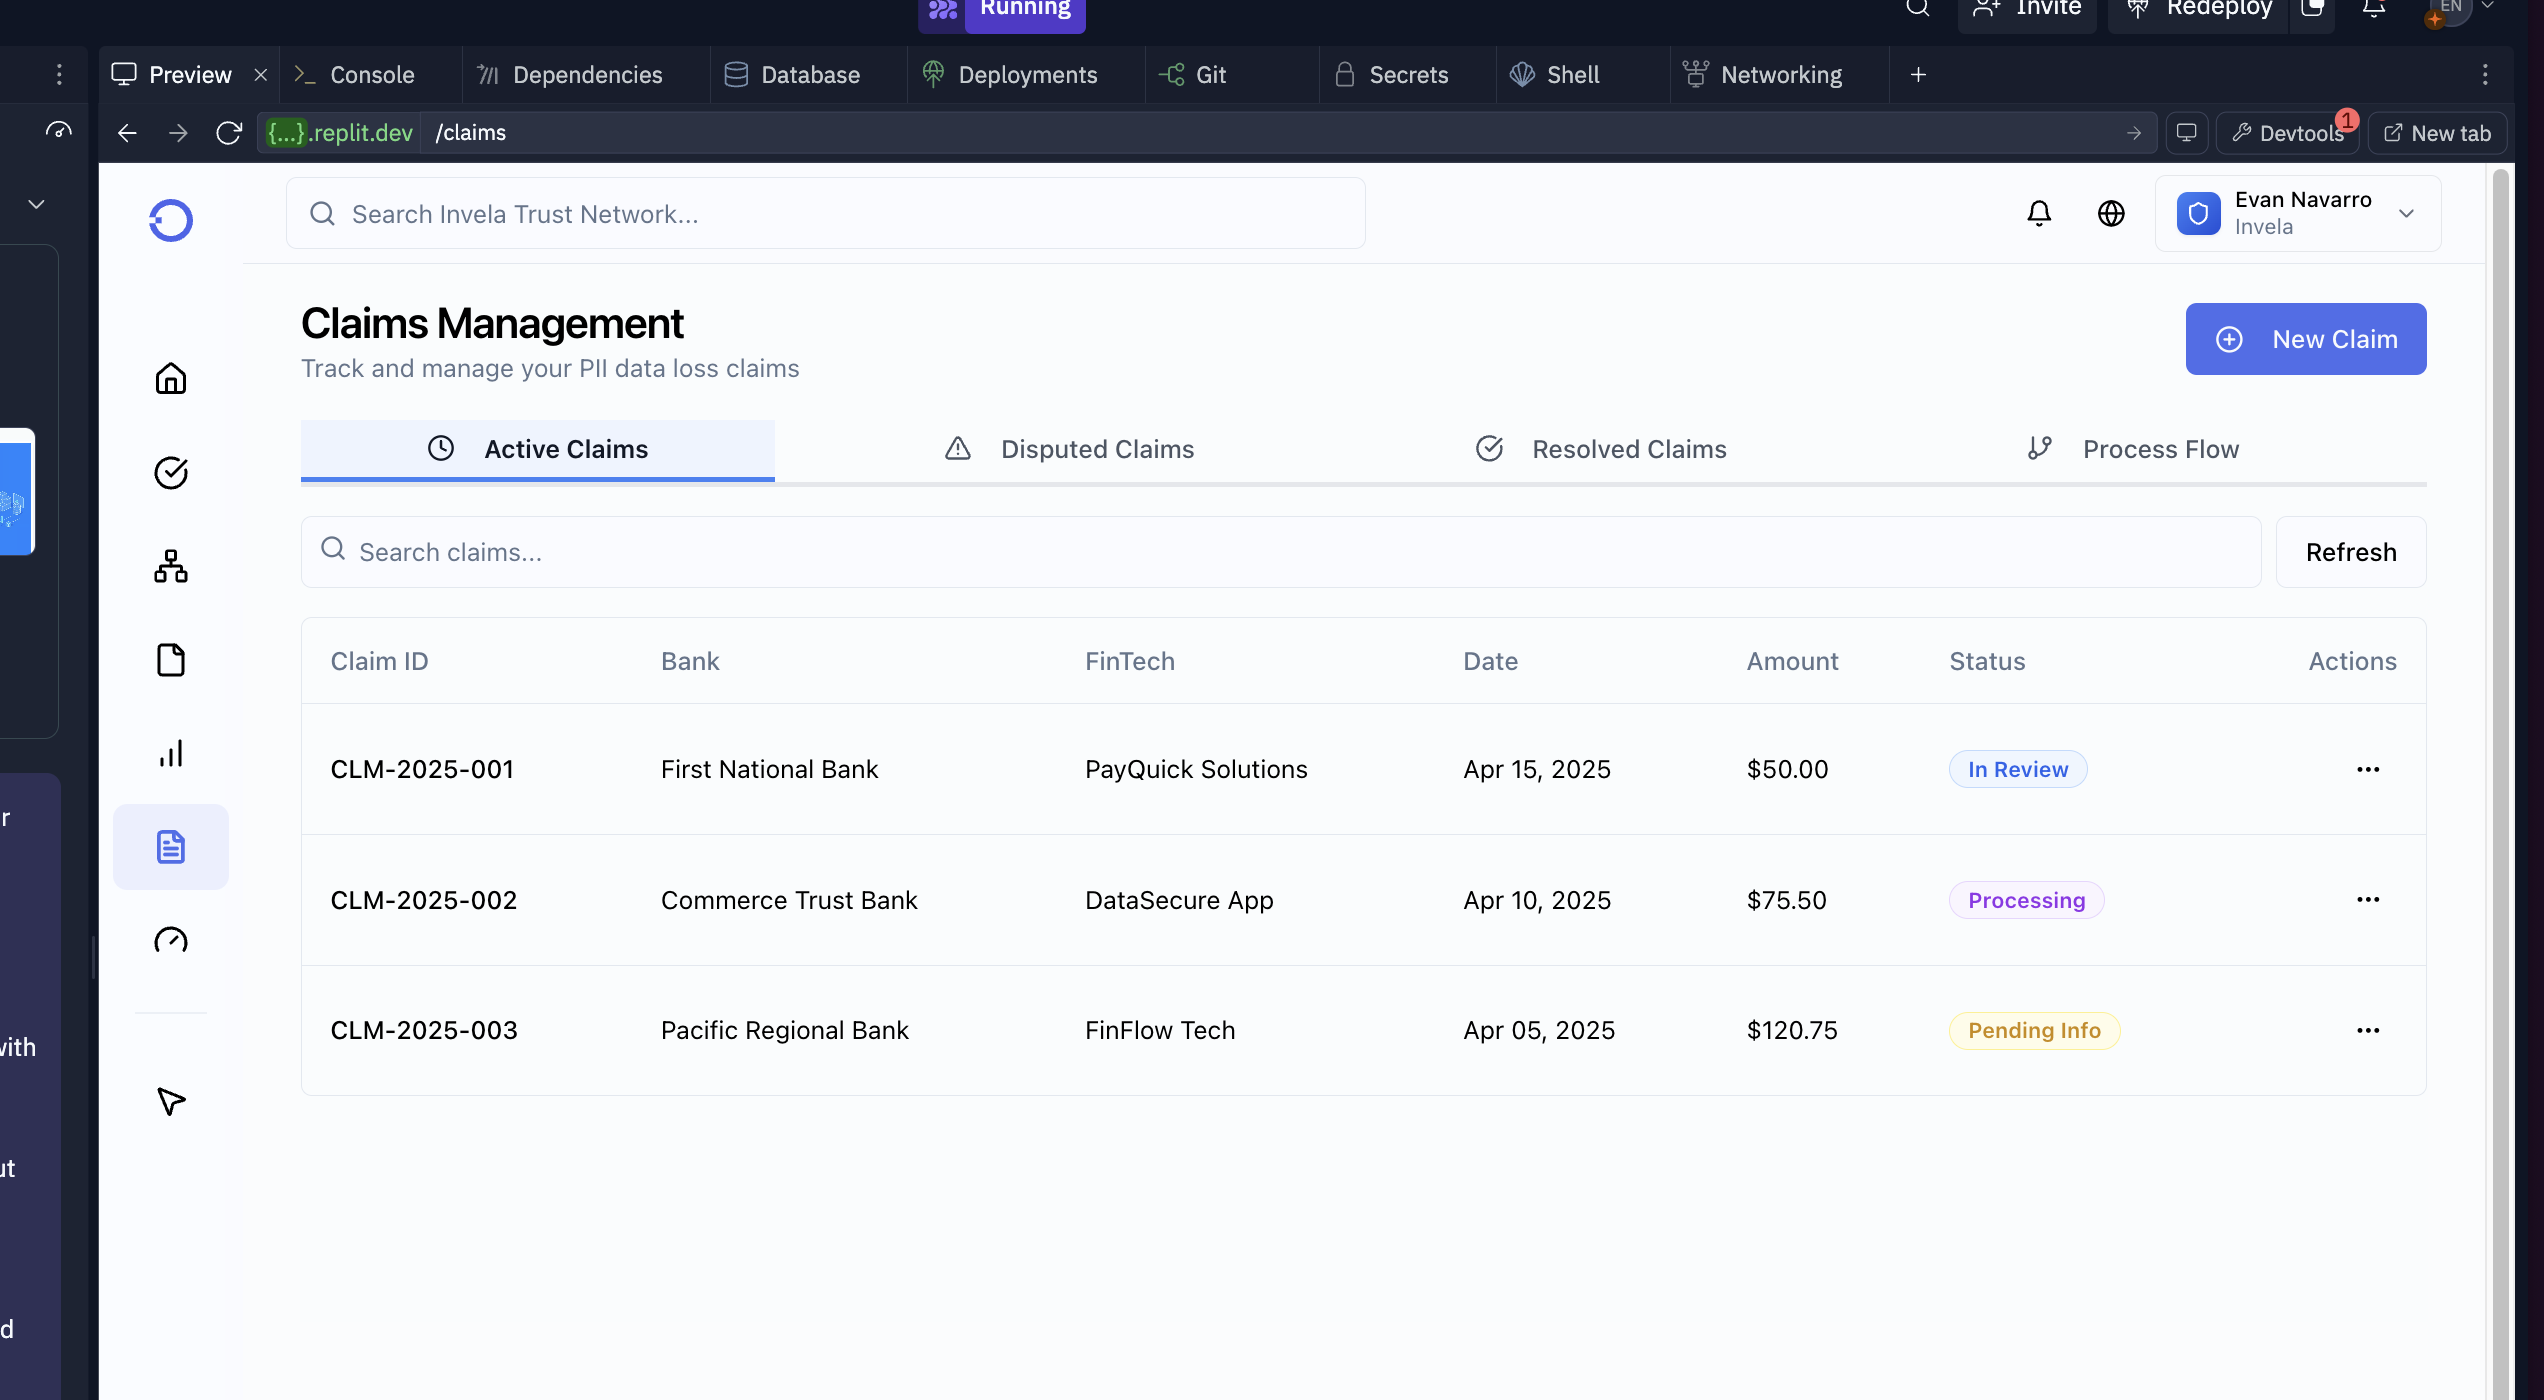 Running
Invite
Redeploy
EN
Preview
Console
Dependencies
Database
Deployments
Git
Secrets
Shell
Networking
{...}.replit.dev /claims
Devtools
1
New tab
Search Invela Trust Network...
Evan Navarro
Invela
Claims Management
Track and manage your PII data loss claims
New Claim
Active Claims
Disputed Claims
Resolved Claims
Process Flow
Search claims...
Refresh
Claim ID Bank FinTech Date Amount Status Actions
CLM-2025-001 First National Bank PayQuick Solutions Apr 15, 2025 $50.00 In Review
CLM-2025-002 Commerce Trust Bank DataSecure App Apr 10, 2025 $75.50 Processing
CLM-2025-003 Pacific Regional Bank FinFlow Tech Apr 05, 2025 $120.75 Pending Info